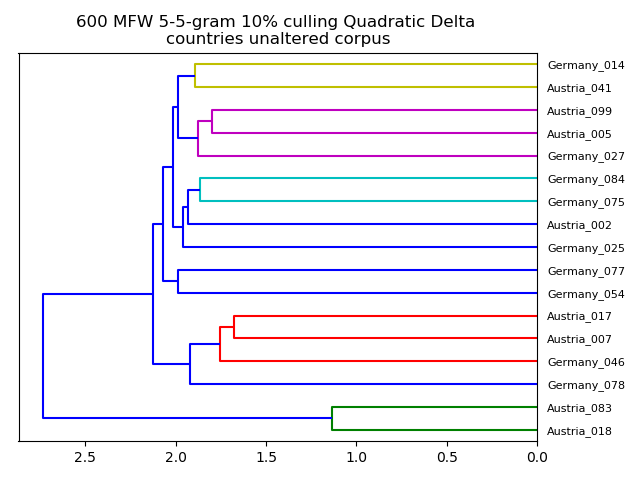 600 MFW 5-5-gram 10% culling Quadratic Delta
countries unaltered corpus
Germany_014
Austria_041
Austria_099
Austria_005
Germany_027
Germany_084
Germany_075
Austria_002
Germany_025
Germany_077
Germany_054
Austria_017
Austria_007
Germany_046
Germany_078
Austria_083
Austria_018
2.5 2.0 1.5 1.0 0.5 0.0